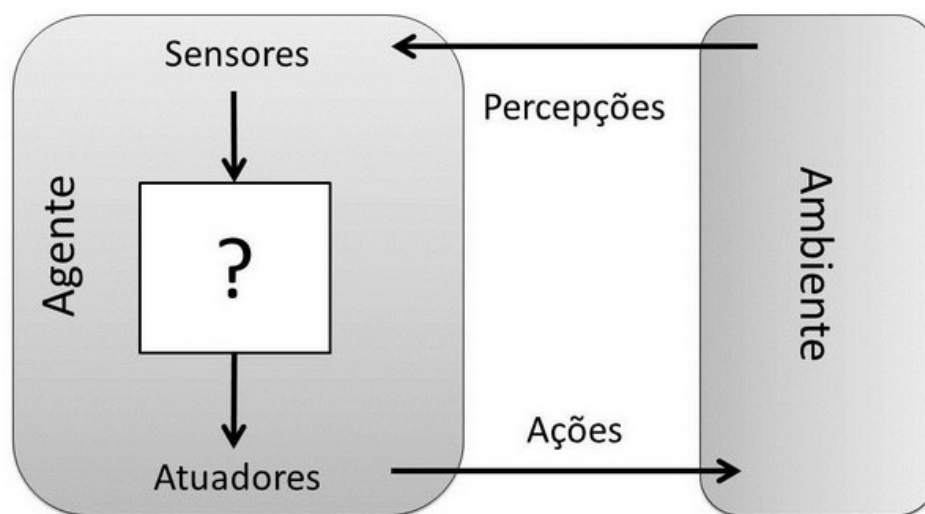 Sensores
Percepções
Agente
?
Ambiente
Ações
Atuadores